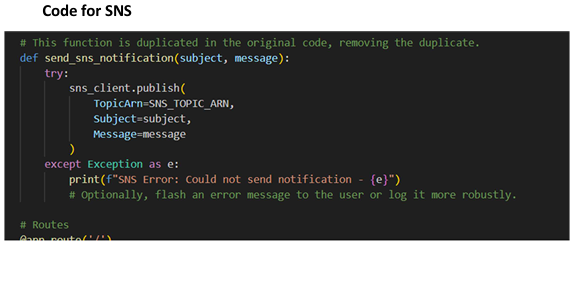 Code for SNS
# This function is duplicated in the original code, removing the duplicate.
def send_sns_notification(subject, message):
    try:
        sns_client.publish(
            TopicArn=SNS_TOPIC_ARN,
            Subject=subject,
            Message=message
        )
    except Exception as e:
        print(f"SNS Error: Could not send notification - {e}")
        # Optionally, flash an error message to the user or log it more robustly.
# Routes
@app.route('/')